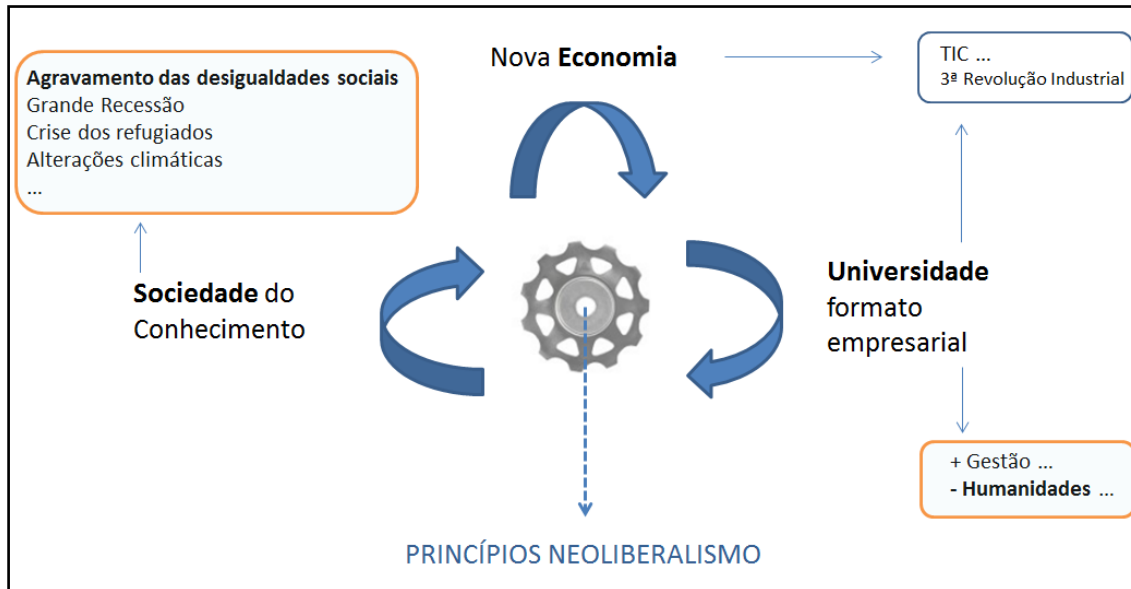 Nova Economia
TIC ...
3ª Revolução Industrial
Agravamento das desigualdades sociais
Grande Recessão
Crise dos refugiados
Alterações climáticas
...
Sociedade do
Conhecimento
Universidade
formato
empresarial
+ Gestão ...
- Humanidades ...
PRINCÍPIOS NEOLIBERALISMO